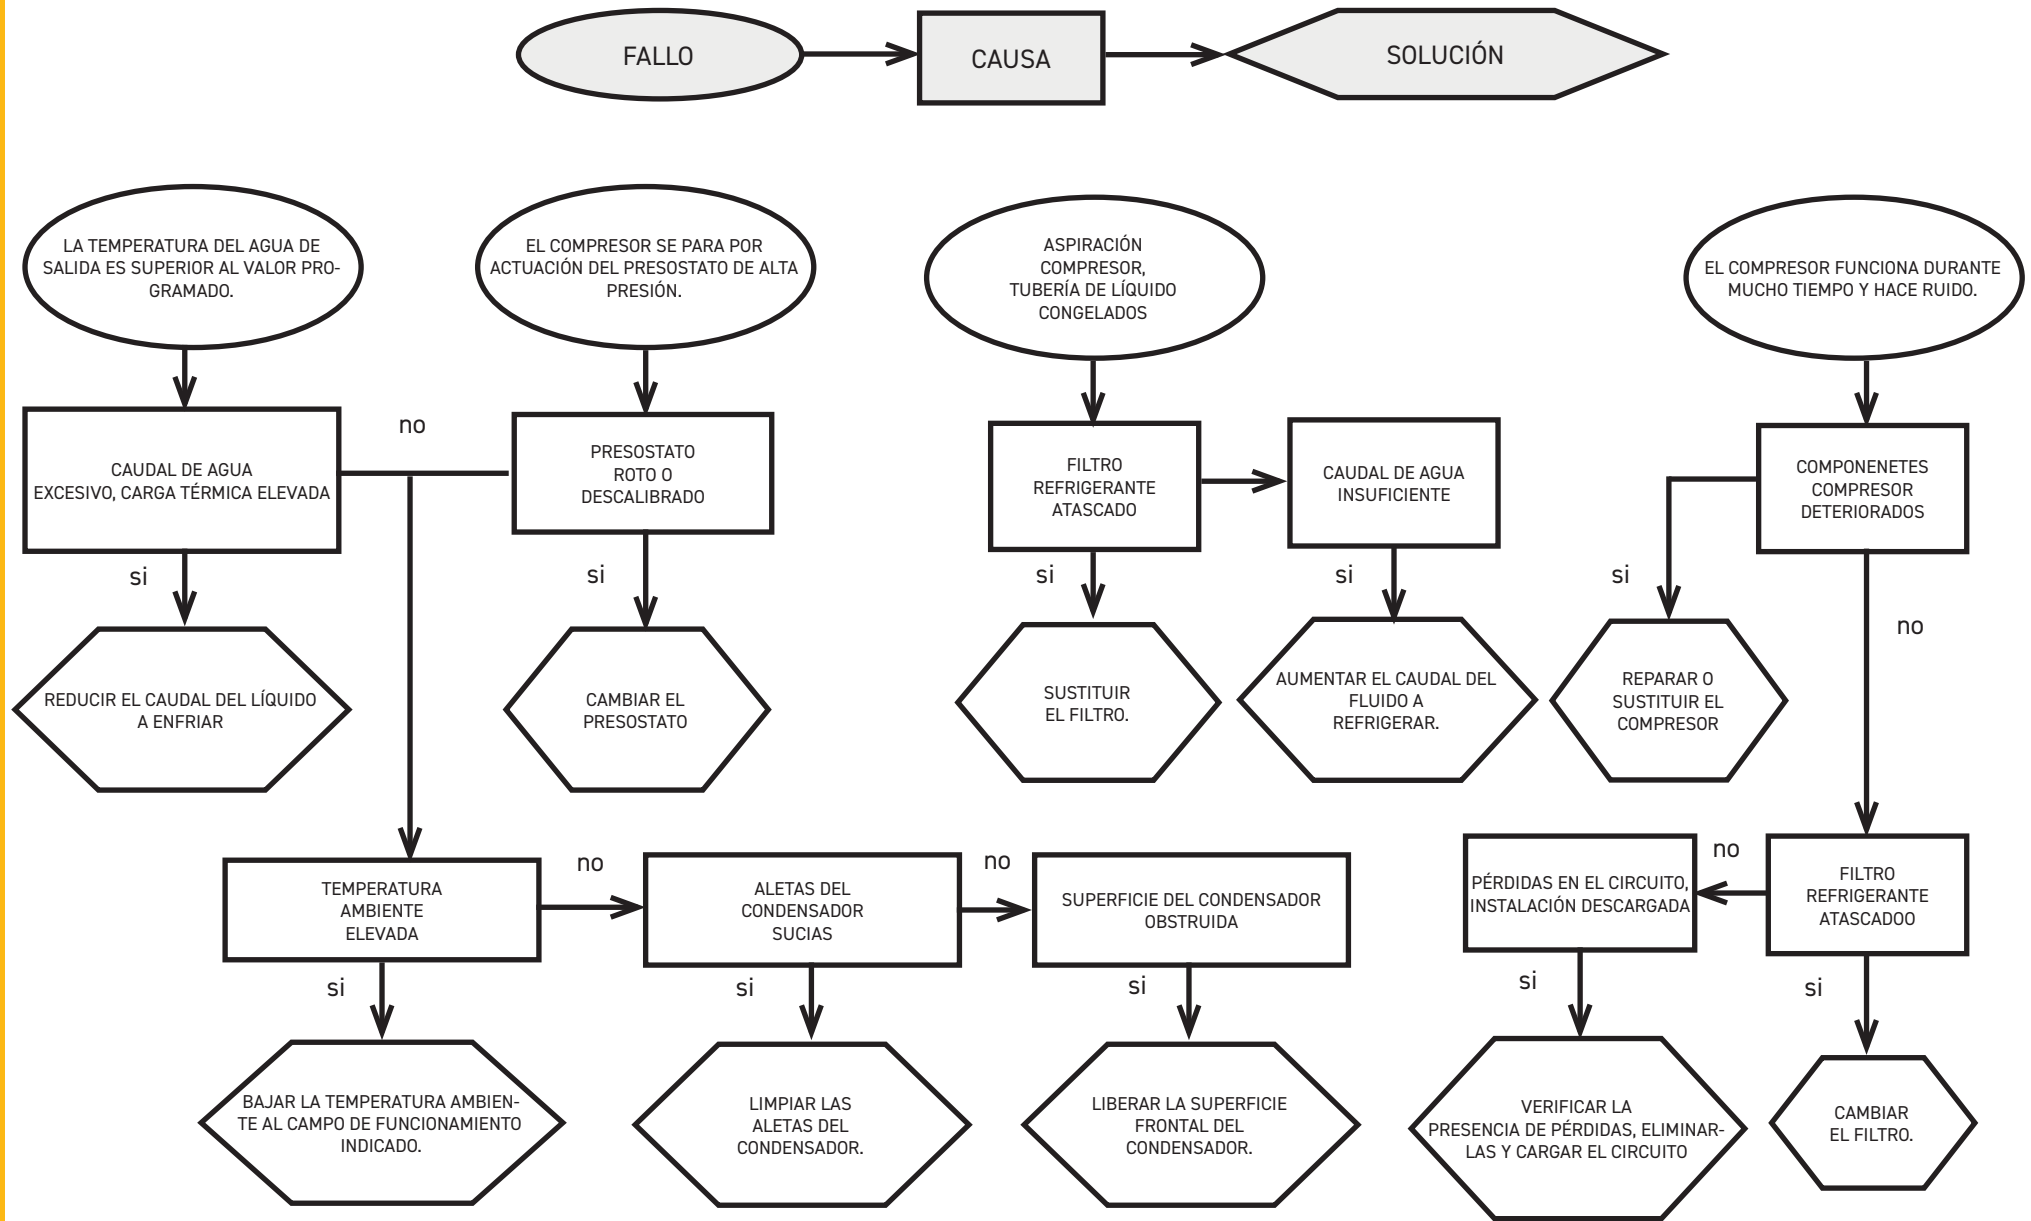 FALLO
CAUSA
SOLUCIÓN
LA TEMPERATURA DEL AGUA DE
SALIDA ES SUPERIOR AL VALOR PRO-
GRAMADO.
EL COMPRESOR SE PARA POR
ACTUACIÓN DEL PRESOSTATO DE ALTA
PRESIÓN.
ASPIRACIÓN
COMPRESOR,
TUBERÍA DE LÍQUIDO
CONGELADOS
EL COMPRESOR FUNCIONA DURANTE
MUCHO TIEMPO Y HACE RUIDO.
CAUDAL DE AGUA
EXCESIVO, CARGA TÉRMICA ELEVADA
no
PRESOSTATO
ROTO O
DESCALIBRADO
FILTRO
REFRIGERANTE
ATASCADO
CAUDAL DE AGUA
INSUFICIENTE
COMPONENETES
COMPRESOR
DETERIORADOS
si
si
si
si
si
no
REDUCIR EL CAUDAL DEL LÍQUIDO
A ENFRIAR
CAMBIAR EL
PRESOSTATO
SUSTITUIR
EL FILTRO.
AUMENTAR EL CAUDAL DEL
FLUIDO A
REFRIGERAR.
REPARAR O
SUSTITUIR EL
COMPRESOR
TEMPERATURA
AMBIENTE
ELEVADA
no
ALETAS DEL
CONDENSADOR
SUCIAS
no
SUPERFICIE DEL CONDENSADOR
OBSTRUIDA
PÉRDIDAS EN EL CIRCUITO,
INSTALACIÓN DESCARGADA
no
FILTRO
REFRIGERANTE
ATASCADOO
si
si
si
si
si
BAJAR LA TEMPERATURA AMBIEN-
TE AL CAMPO DE FUNCIONAMIENTO
INDICADO.
LIMPIAR LAS
ALETAS DEL
CONDENSADOR.
LIBERAR LA SUPERFICIE
FRONTAL DEL
CONDENSADOR.
VERIFICAR LA
PRESENCIA DE PÉRDIDAS, ELIMINAR-
LAS Y CARGAR EL CIRCUITO
CAMBIAR
EL FILTRO.